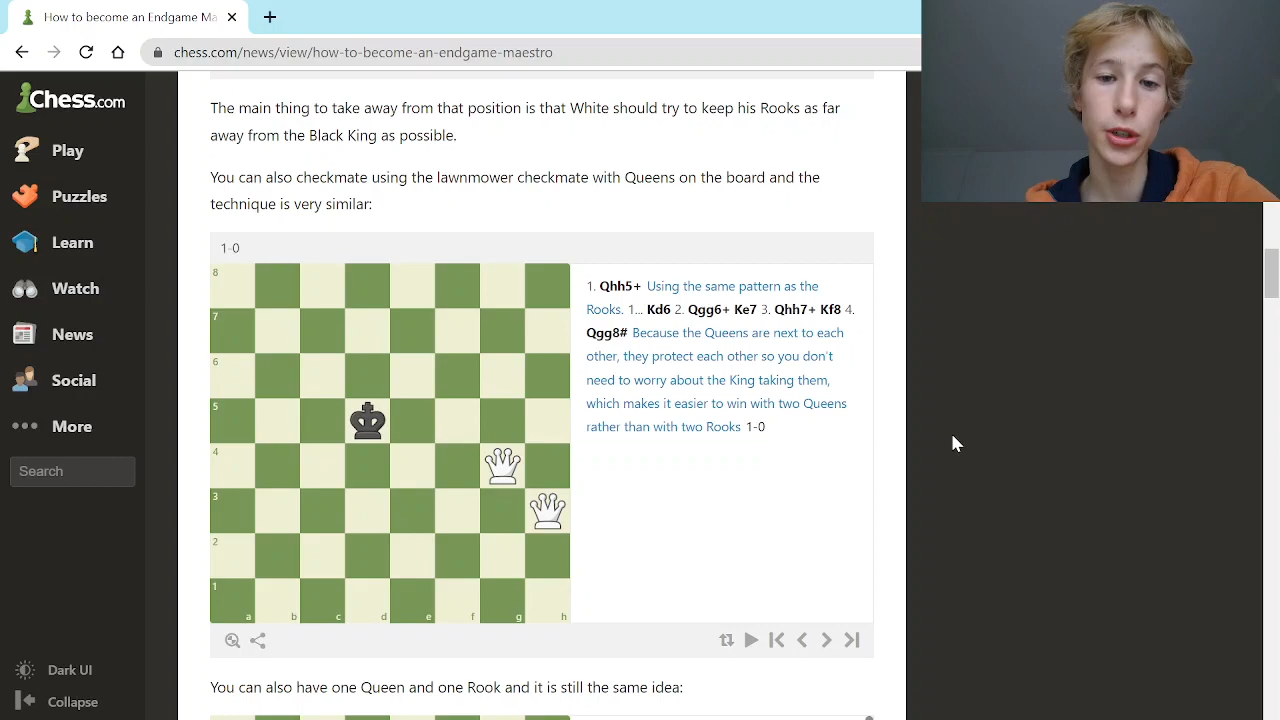 How to become an Endgame Ma
chess.com/news/view/how-to-become-an-endgame-maestro
Chess.com
Play
Puzzles
Learn
Watch
News
Social
More
Search
Dark UI
Collapse
The main thing to take away from that position is that White should try to keep his Rooks as far
away from the Black King as possible.
You can also checkmate using the lawnmower checkmate with Queens on the board and the
technique is very similar:
1-0
8
7
6
5
4
3
2
1
a b c d e f g h
1. Qhh5+ Using the same pattern as the
Rooks. 1... Kd6 2. Qgg6+ Ke7 3. Qhh7+ Kf8 4.
Qgg8# Because the Queens are next to each
other, they protect each other so you don't
need to worry about the King taking them,
which makes it easier to win with two Queens
rather than with two Rooks 1-0
You can also have one Queen and one Rook and it is still the same idea: